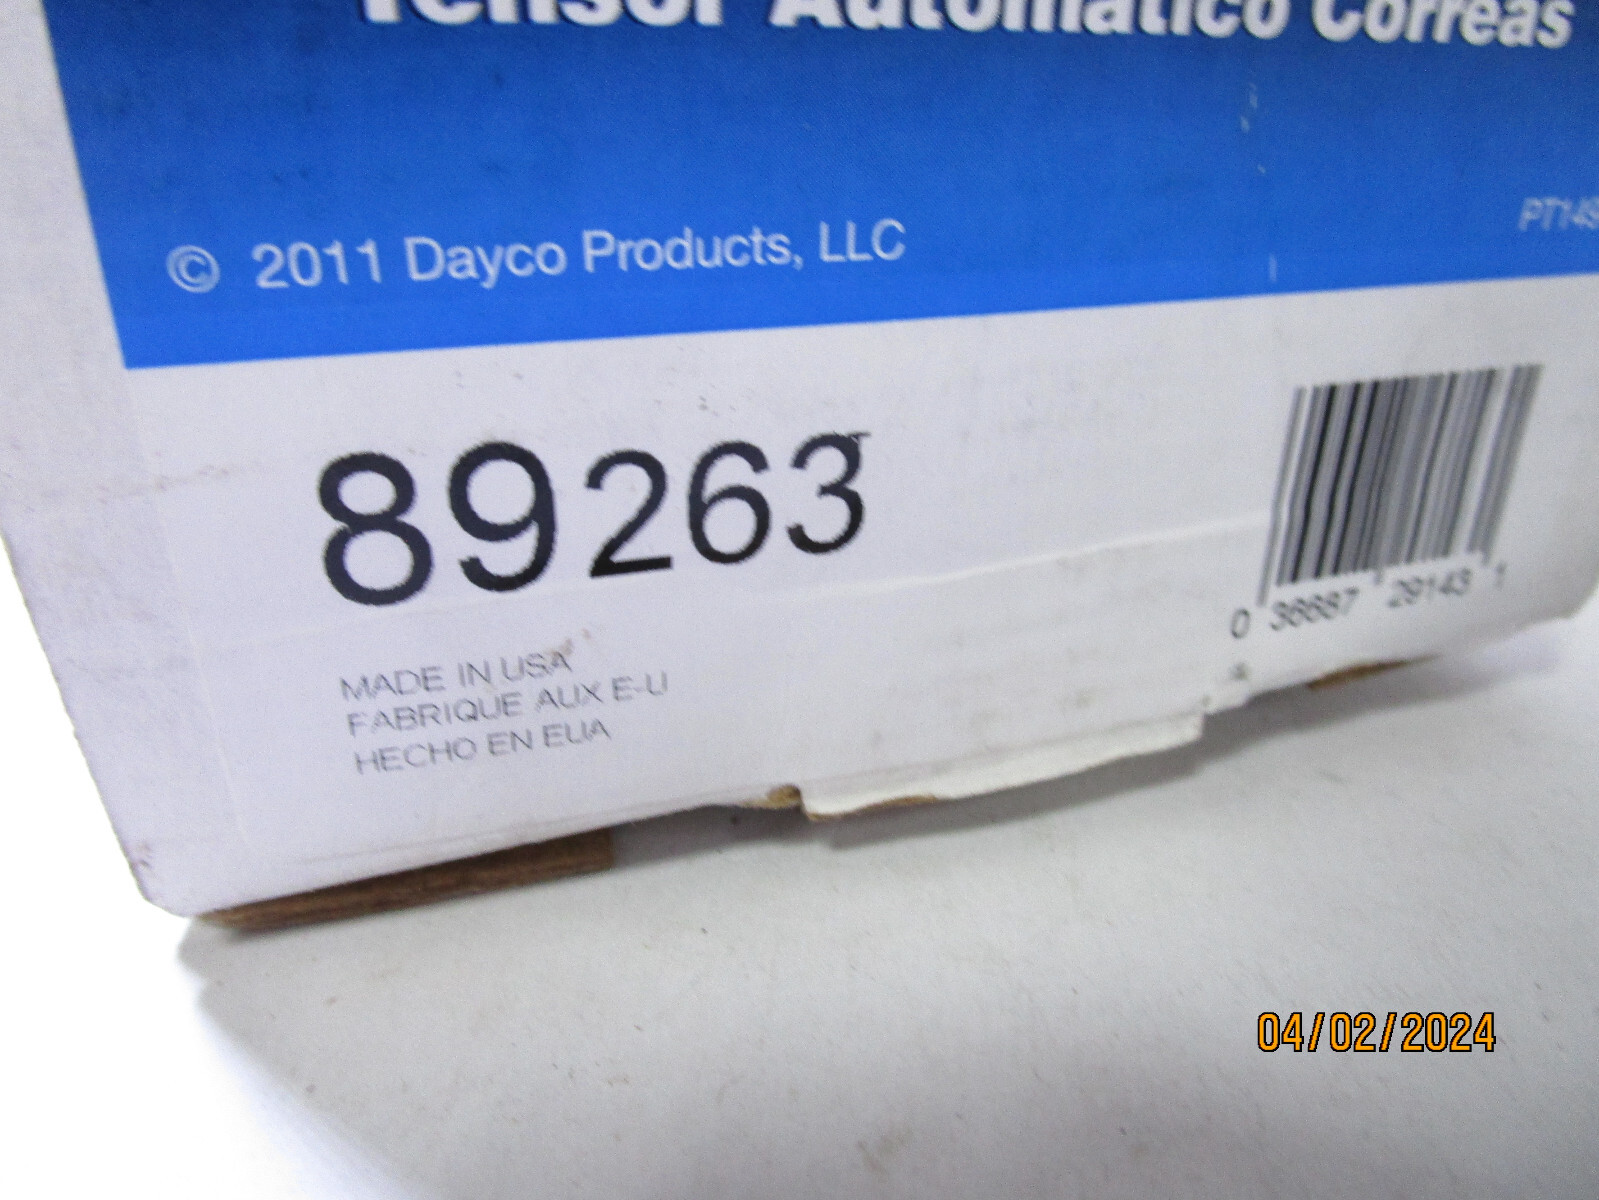 Tensor Automático Correas
© 2011 Dayco Products, LLC
89263
0 36687 29143 1
MADE IN USA
FABRIQUE AUX E-U
HECHO EN EUA
04/02/2024